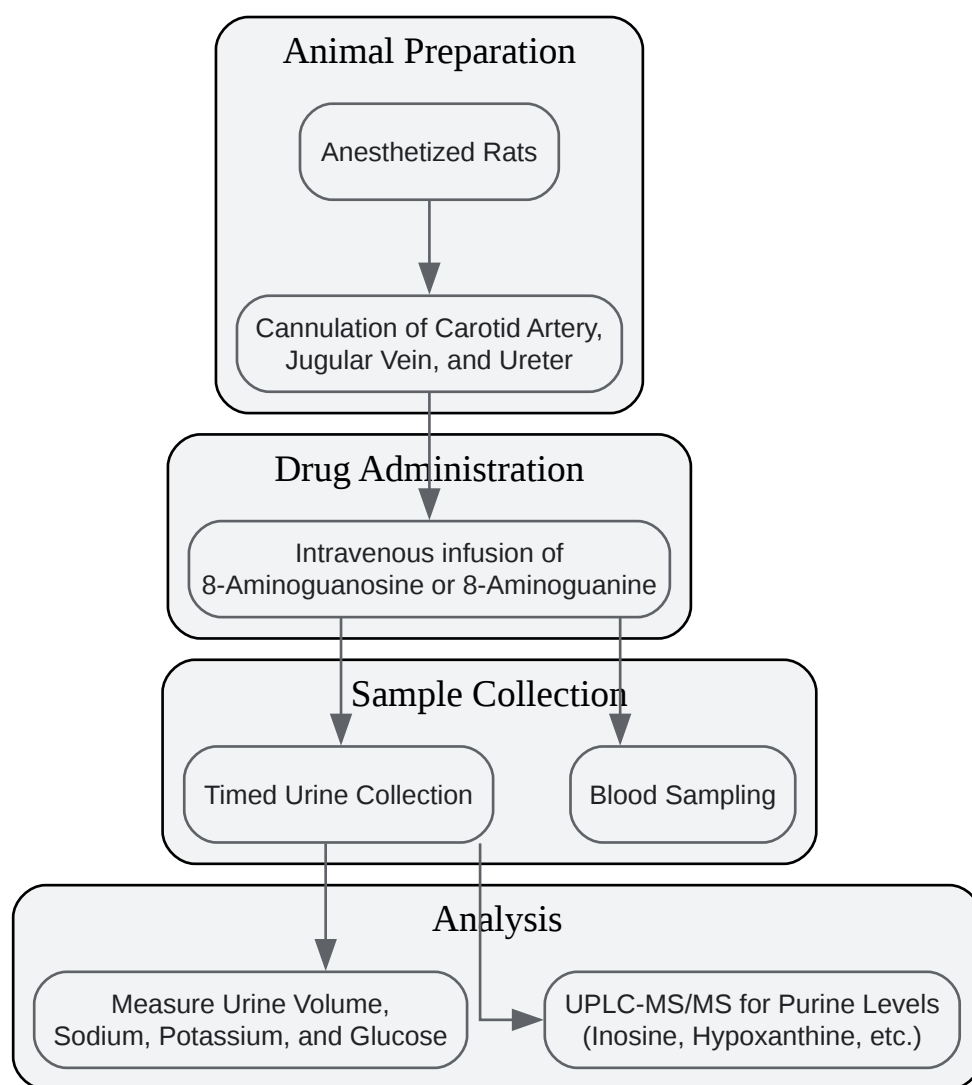 Animal Preparation
Anesthetized Rats
Cannulation of Carotid Artery,
Jugular Vein, and Ureter
Drug Administration
Intravenous infusion of
8-Aminoguanosine or 8-Aminoguanine
Sample Collection
Timed Urine Collection
Blood Sampling
Analysis
Measure Urine Volume,
Sodium, Potassium, and Glucose
UPLC-MS/MS for Purine Levels
(Inosine, Hypoxanthine, etc.)